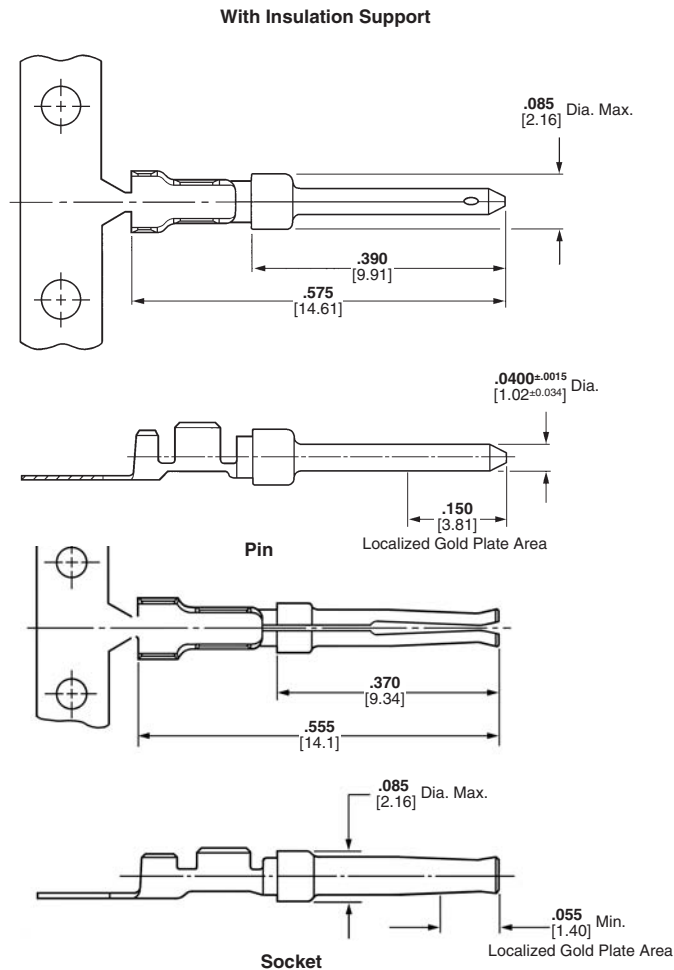 With Insulation Support
.085 Dia. Max.
[2.16]
.390
[9.91]
.575
[14.61]
.0400±.0015 Dia.
[1.02±0.034]
.150
[3.81]
Localized Gold Plate Area
Pin
.370
[9.34]
.555
[14.1]
.085 Dia. Max.
[2.16]
.055 Min.
[1.40]
Localized Gold Plate Area
Socket